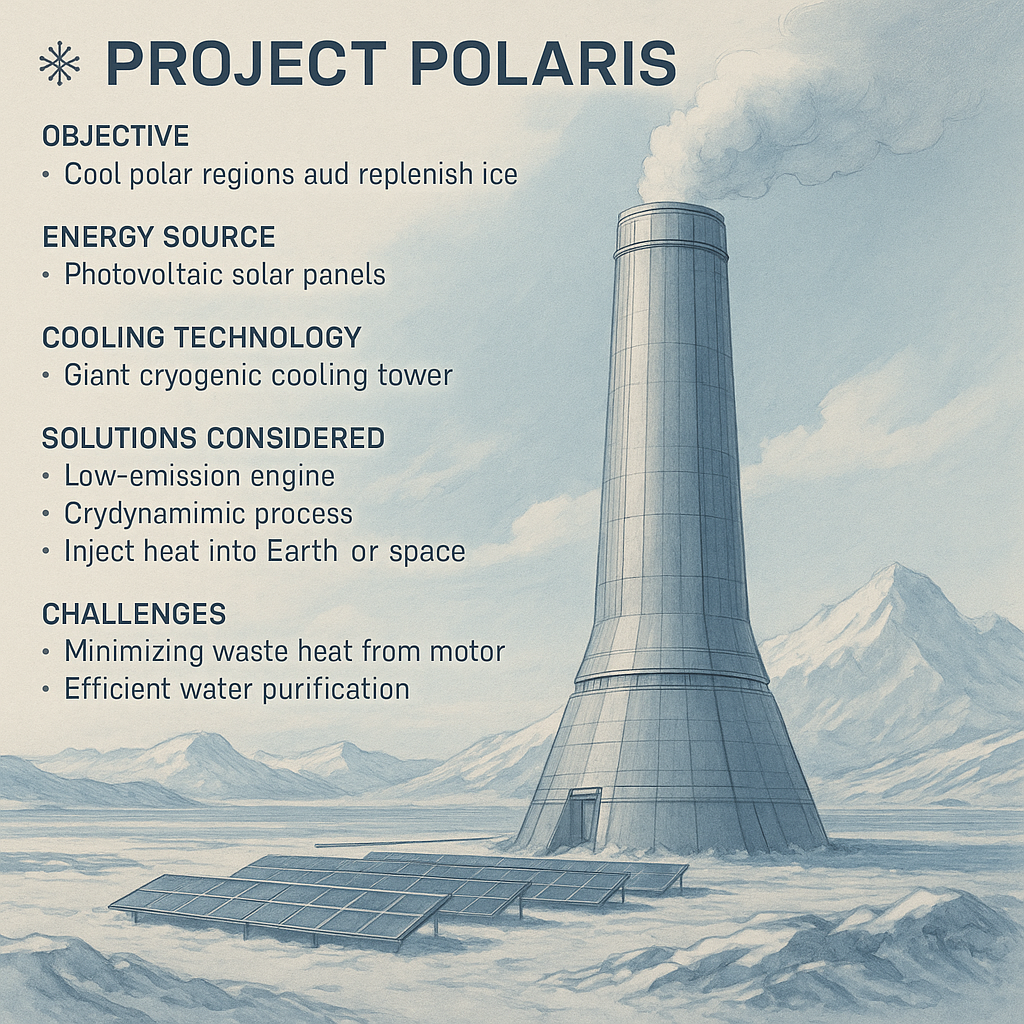 PROJECT POLARIS
OBJECTIVE
• Cool polar regions aud replenish ice
ENERGY SOURCE
• Photovoltaic solar panels
COOLING TECHNOLOGY
• Giant cryogenic cooling tower
SOLUTIONS CONSIDERED
• Low-emission engine
• Crydynamimic process
• Inject heat into Earth or space
CHALLENGES
• Minimizing waste heat from motor
• Efficient water purification